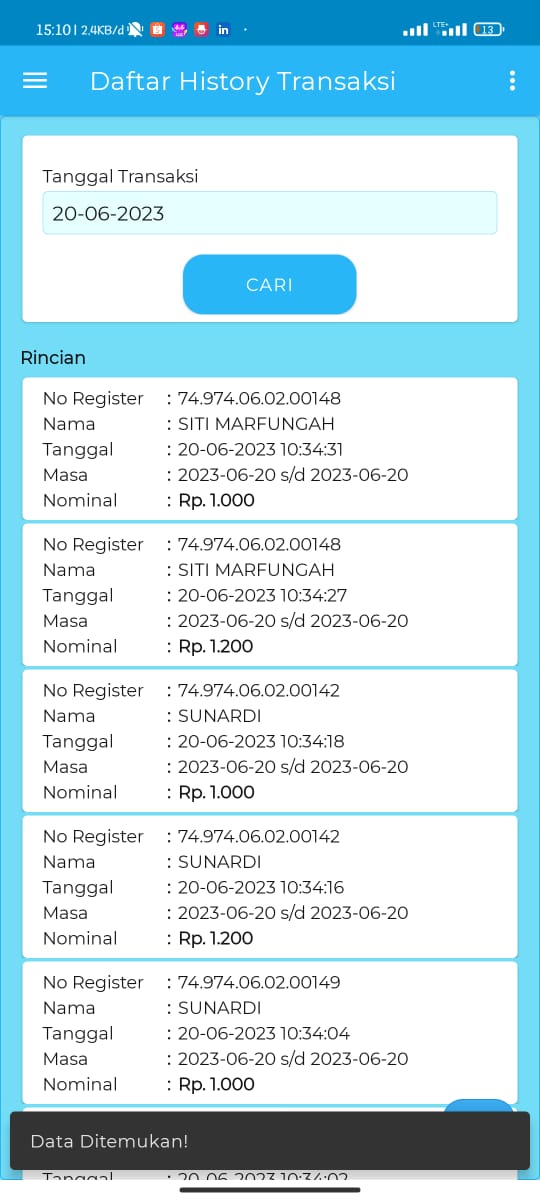 15:10 | 2,4KB/d
LTE+
13
Daftar History Transaksi
Tanggal Transaksi
20-06-2023
CARI
Rincian
No Register : 74.974.06.02.00148
Nama : SITI MARFUNGAH
Tanggal : 20-06-2023 10:34:31
Masa : 2023-06-20 s/d 2023-06-20
Nominal : Rp. 1.000
No Register : 74.974.06.02.00148
Nama : SITI MARFUNGAH
Tanggal : 20-06-2023 10:34:27
Masa : 2023-06-20 s/d 2023-06-20
Nominal : Rp. 1.200
No Register : 74.974.06.02.00142
Nama : SUNARDI
Tanggal : 20-06-2023 10:34:18
Masa : 2023-06-20 s/d 2023-06-20
Nominal : Rp. 1.000
No Register : 74.974.06.02.00142
Nama : SUNARDI
Tanggal : 20-06-2023 10:34:16
Masa : 2023-06-20 s/d 2023-06-20
Nominal : Rp. 1.200
No Register : 74.974.06.02.00149
Nama : SUNARDI
Tanggal : 20-06-2023 10:34:04
Masa : 2023-06-20 s/d 2023-06-20
Nominal : Rp. 1.000
Data Ditemukan!
Tanggal : 20-06-2023 10:34:02